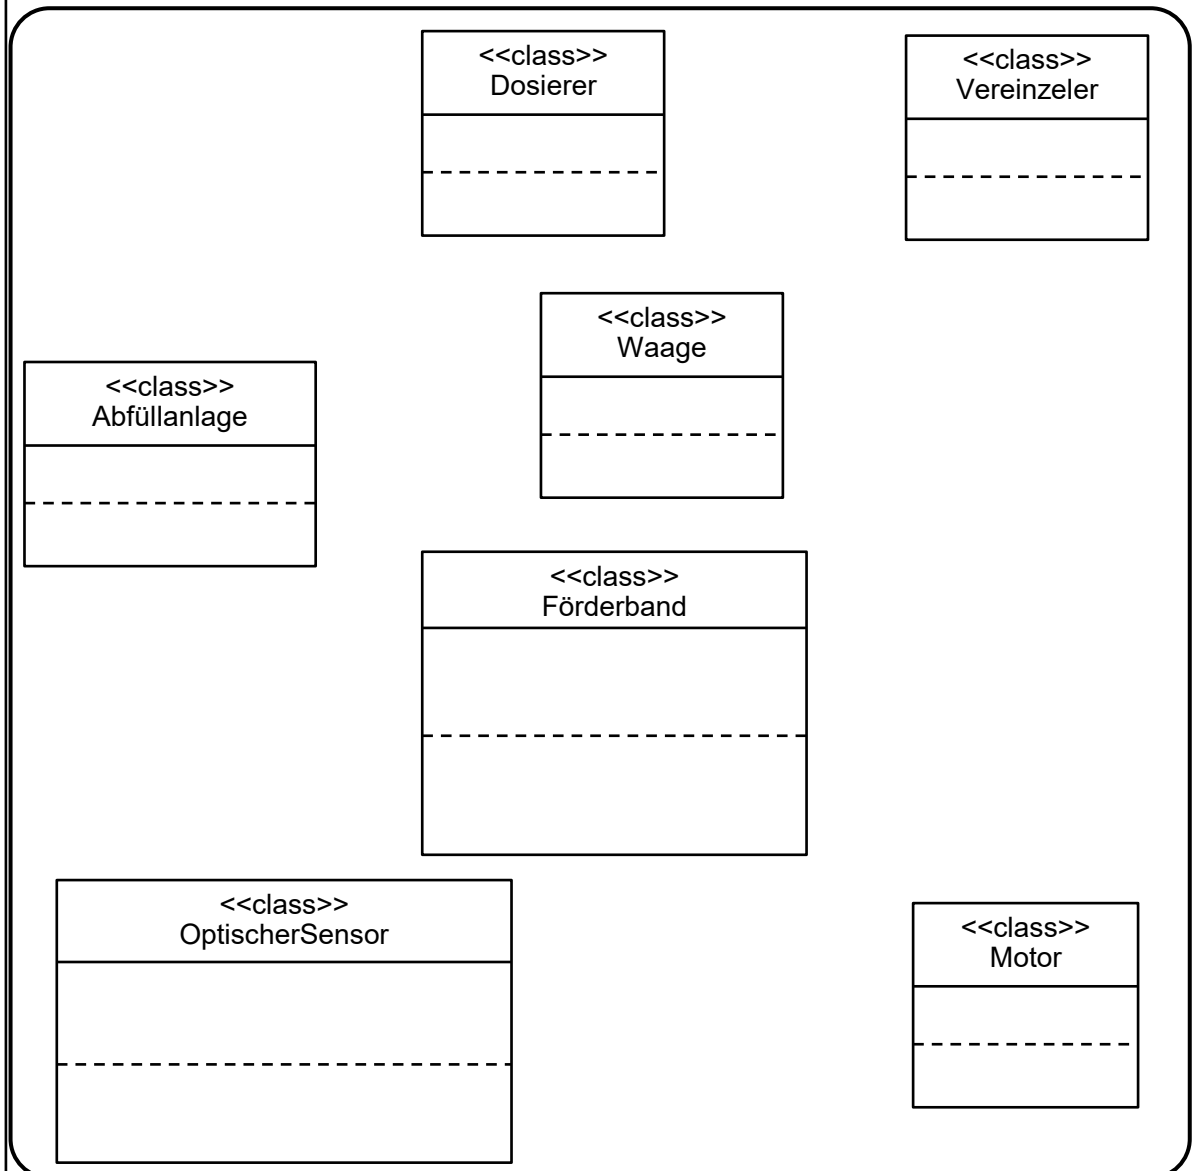 <<class>>
Dosierer
<<class>>
Vereinzeler
<<class>>
Waage
<<class>>
Abfüllanlage
<<class>>
Förderband
<<class>>
OptischerSensor
<<class>>
Motor